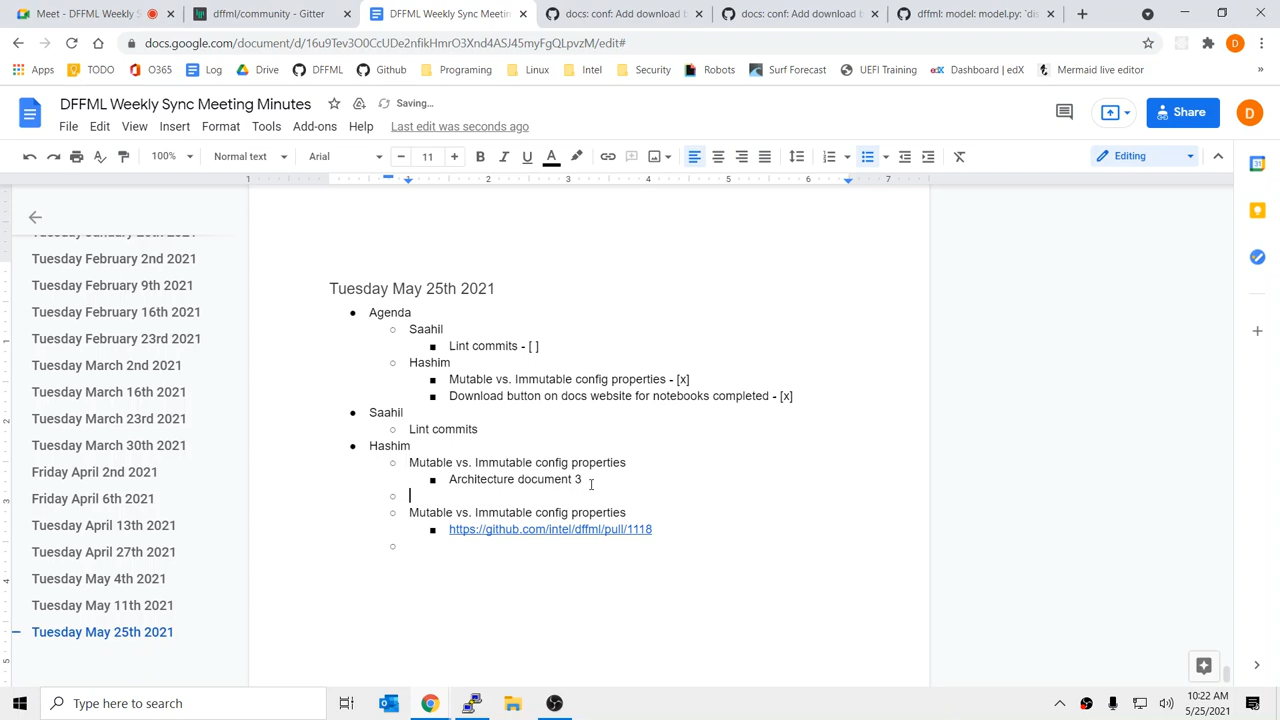 Meet - DFFML Weekly Syn
dffml/community - Gitter
DFFML Weekly Sync Meetin
docs: conf: Add download b
docs: conf: Add download b
dffml: model: model.py: `dis
docs.google.com/document/d/16u9Tev3O0CcUDe2nfikHmrO3Xnd4ASJ45myFgQLpvzM/edit#
D
Apps
TODO
O365
Log
Drive
DFFML
Github
Programing
Linux
Intel
Security
Robots
Surf Forecast
UEFI Training
Dashboard | edX
Mermaid live editor
»
DFFML Weekly Sync Meeting Minutes
Saving…
File Edit View Insert Format Tools Add-ons Help Last edit was seconds ago
Share
D
100% Normal text Arial 11 B I U A
Editing
1 1 2 3 4 5 6 7
Tuesday February 2nd 2021
Tuesday February 9th 2021
Tuesday February 16th 2021
Tuesday February 23rd 2021
Tuesday March 2nd 2021
Tuesday March 16th 2021
Tuesday March 23rd 2021
Tuesday March 30th 2021
Friday April 2nd 2021
Friday April 6th 2021
Tuesday April 13th 2021
Tuesday April 27th 2021
Tuesday May 4th 2021
Tuesday May 11th 2021
Tuesday May 25th 2021
Tuesday May 25th 2021
Agenda
Saahil
Lint commits - [ ]
Hashim
Mutable vs. Immutable config properties - [x]
Download button on docs website for notebooks completed - [x]
Saahil
Lint commits
Hashim
Mutable vs. Immutable config properties
Architecture document 3
Mutable vs. Immutable config properties
https://github.com/intel/dffml/pull/1118
Type here to search
10:22 AM
5/25/2021